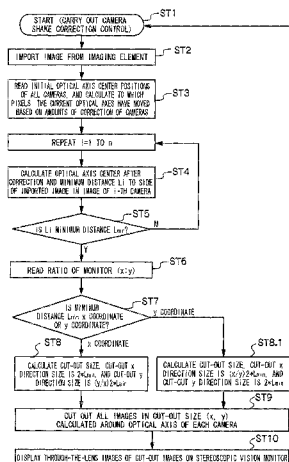 START (CARRY OUT CAMERA
SHAKE CORRECTION CONTROL)
ST1
IMPORT IMAGE FROM IMAGING ELEMENT
ST2
READ INITIAL OPTICAL AXIS CENTER POSITIONS
OF ALL CAMERAS, AND CALCULATE TO WHICH
PIXELS THE CURRENT OPTICAL AXES HAVE MOVED
BASED ON AMOUNTS OF CORRECTION OF CAMERAS
ST3
REPEAT i=1 TO n
ST4
CALCULATE OPTICAL AXIS CENTER AFTER
CORRECTION AND MINIMUM DISTANCE Li TO SIDE
OF IMPORTED IMAGE IN IMAGE OF i-TH CAMERA
ST5
IS Li MINIMUM DISTANCE Lmin?
N
Y
ST6
READ RATIO OF MONITOR (x:y)
ST7
IS MINIMUM
DISTANCE Lmin x COORDINATE
OR y COORDINATE?
y COORDINATE
x COORDINATE
ST8
ST8.1
CALCULATE CUT-OUT SIZE. CUT-OUT x
DIRECTION SIZE IS 2*Lmin, AND CUT-OUT y
DIRECTION SIZE IS (y/x)2*Lmin
CALCULATE CUT-OUT SIZE. CUT-OUT x
DIRECTION SIZE IS (x/y)2*Lmin, AND
CUT-OUT y DIRECTION SIZE IS 2*Lmin
ST9
CUT OUT ALL IMAGES IN CUT-OUT SIZE (x, y)
CALCULATED AROUND OPTICAL AXIS OF EACH CAMERA
ST10
DISPLAY THROUGH-THE-LENS IMAGES OF CUT-OUT IMAGES ON STEREOSCOPIC VISION MONITOR